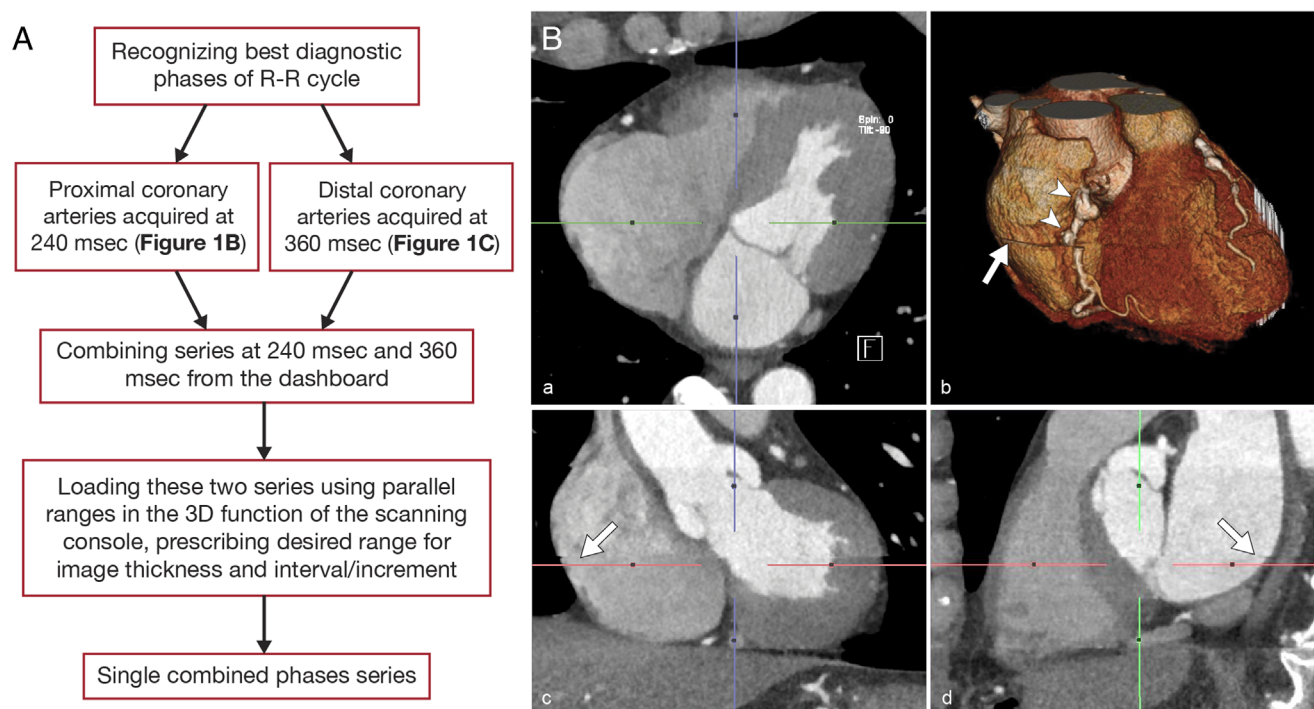 A
Recognizing best diagnostic
phases of R-R cycle
Proximal coronary
arteries acquired at
240 msec (Figure 1B)
Distal coronary
arteries acquired at
360 msec (Figure 1C)
Combining series at 240 msec and 360
msec from the dashboard
Loading these two series using parallel
ranges in the 3D function of the scanning
console, prescribing desired range for
image thickness and interval/increment
Single combined phases series
B
Spin: 0
Tilt: -90
F
a
b
c
d